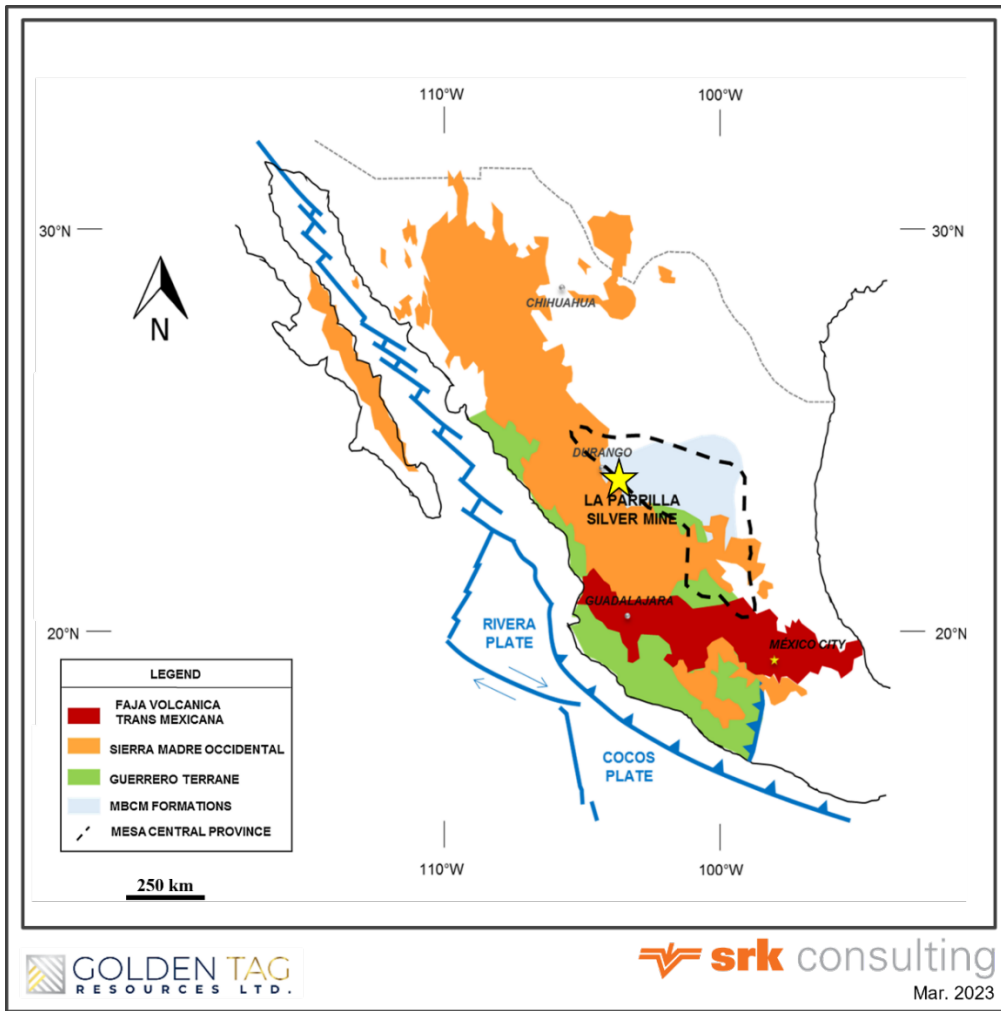 110°W
100°W
30°N
30°N
N
CHIHUAHUA
DURANGO
LA PARRILLA
SILVER MINE
GUADALAJARA
RIVERA
PLATE
20°N
20°N
MÉXICO CITY
LEGEND
FAJA VOLCANICA
TRANS MEXICANA
SIERRA MADRE OCCIDENTAL
GUERRERO TERRANE
MBCM FORMATIONS
MESA CENTRAL PROVINCE
COCOS
PLATE
110°W
100°W
250 km
GOLDEN TAG
RESOURCES LTD.
srk consulting
Mar. 2023